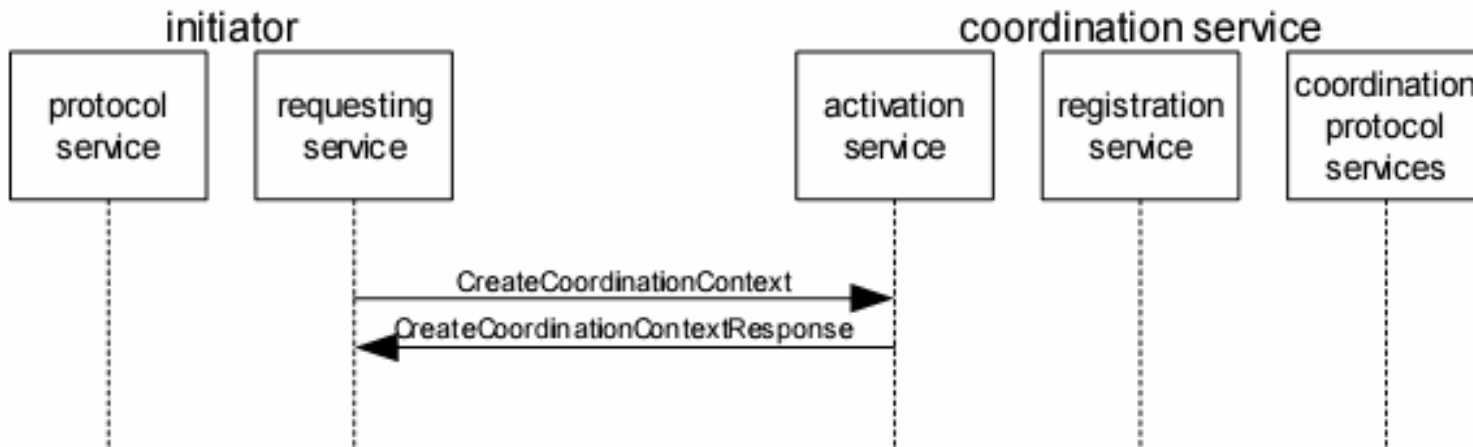 initiator
coordination service
protocol
service
requesting
service
activation
service
registration
service
coordination
protocol
services
CreateCoordinationContext
CreateCoordinationContextResponse